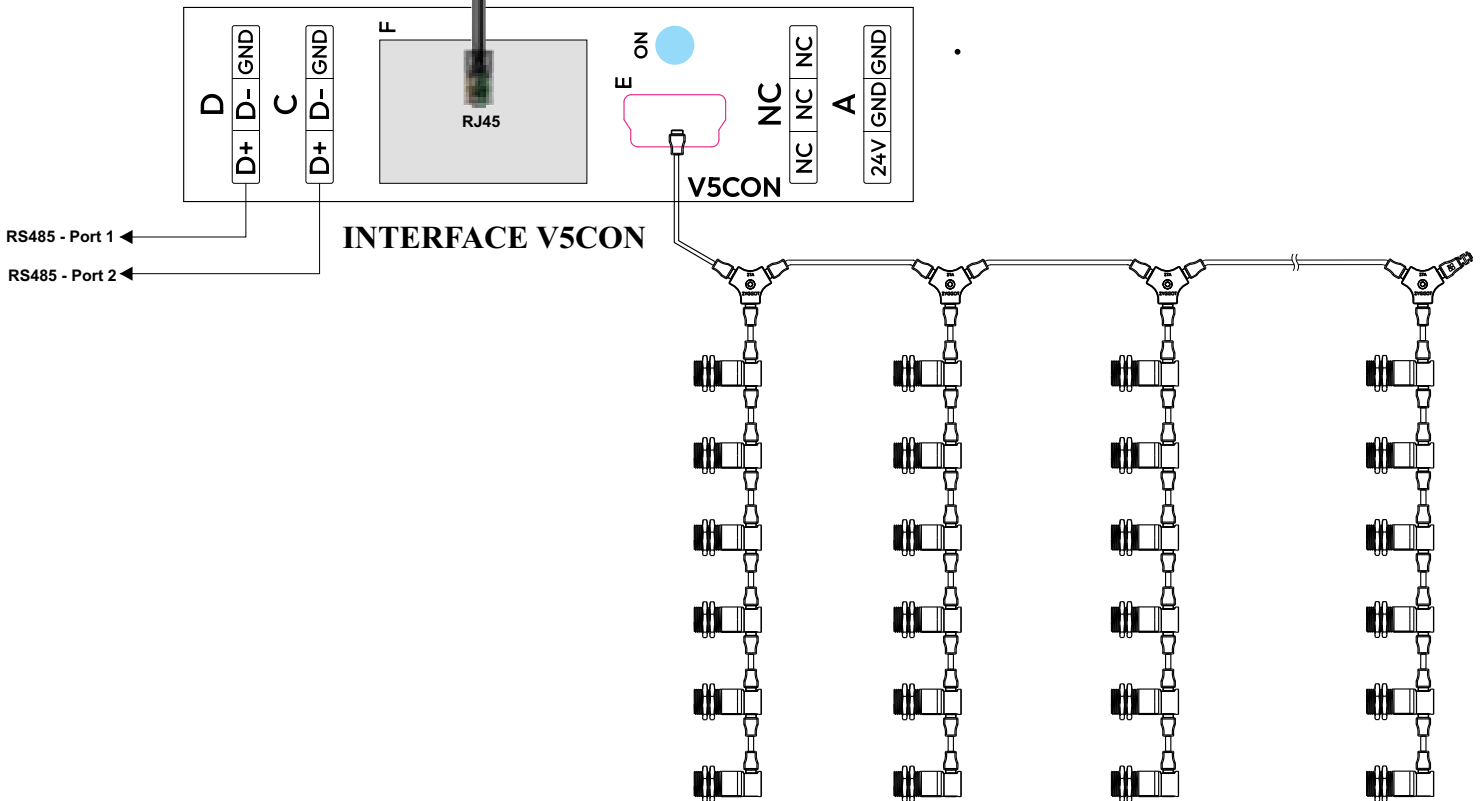 D
D+ D- GND
C
D+ D- GND
F
RJ45
ON
E
V5CON
NC
NC NC NC
A
24V GND GND
RS485 - Port 1
RS485 - Port 2
INTERFACE V5CON